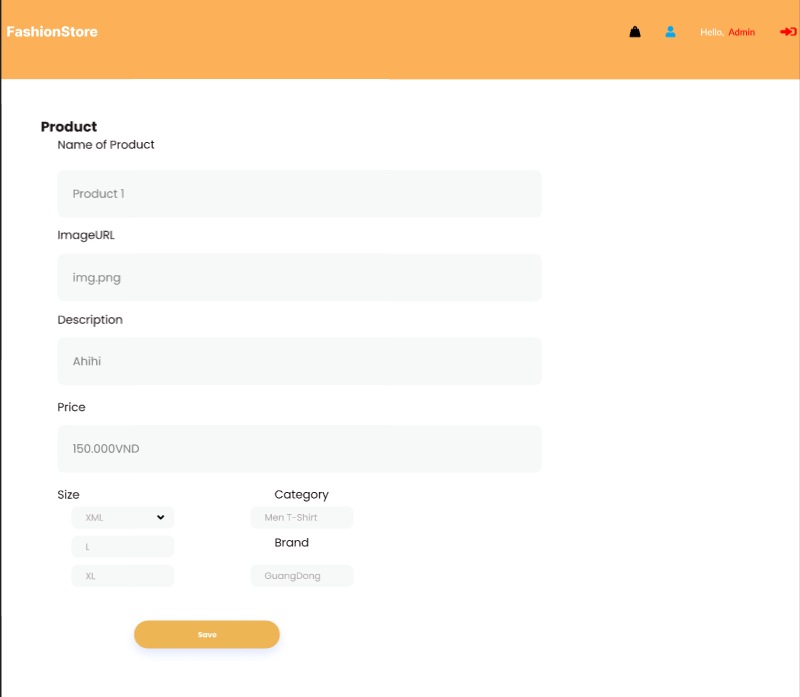 FashionStore
Hello, Admin
Product
Name of Product
Product 1
ImageURL
img.png
Description
Ahihi
Price
150.000VND
Size
Category
XML
Men T-Shirt
L
Brand
XL
GuangDong
Save